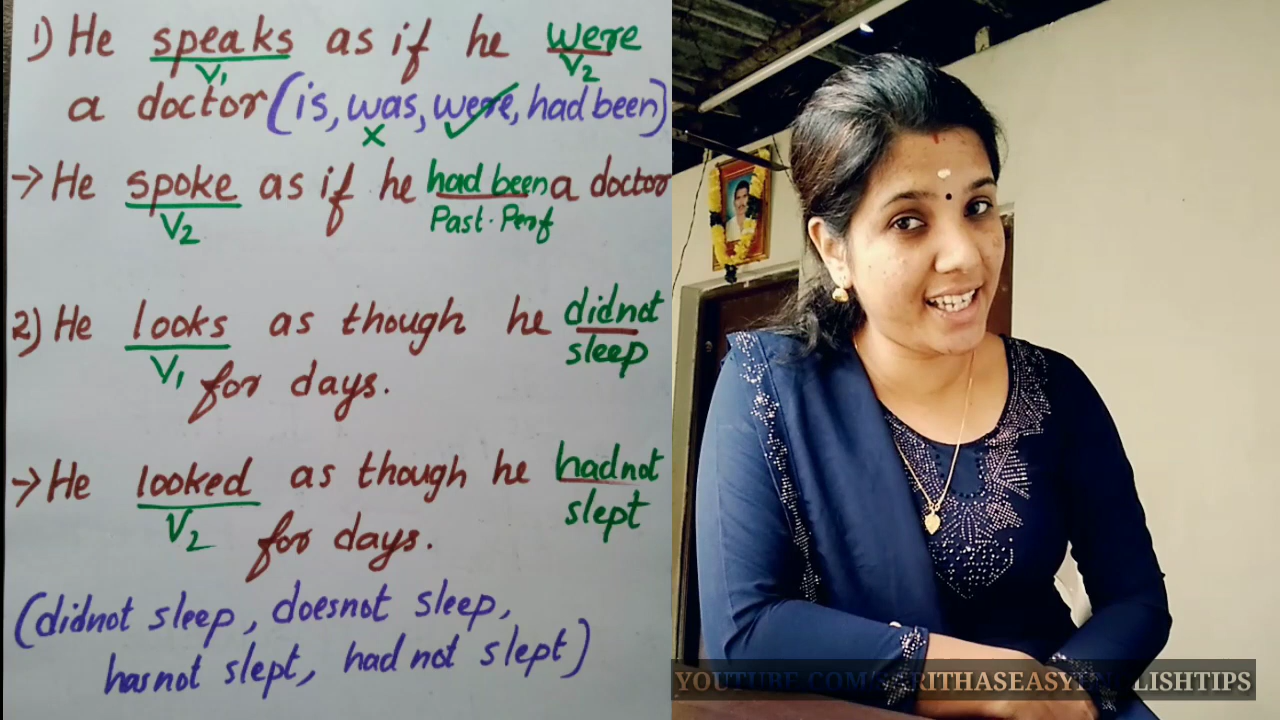 1) He speaks as if he were
V1 V2
a doctor (is, was, were, had been)
→ He spoke as if he had been a doctor
V2 Past. Perf
2) He looks as though he didnot
V1 sleep
for days.
→ He looked as though he hadnot
V2 slept
for days.
(didnot sleep, doesnot sleep,
hasnot slept, had not slept)